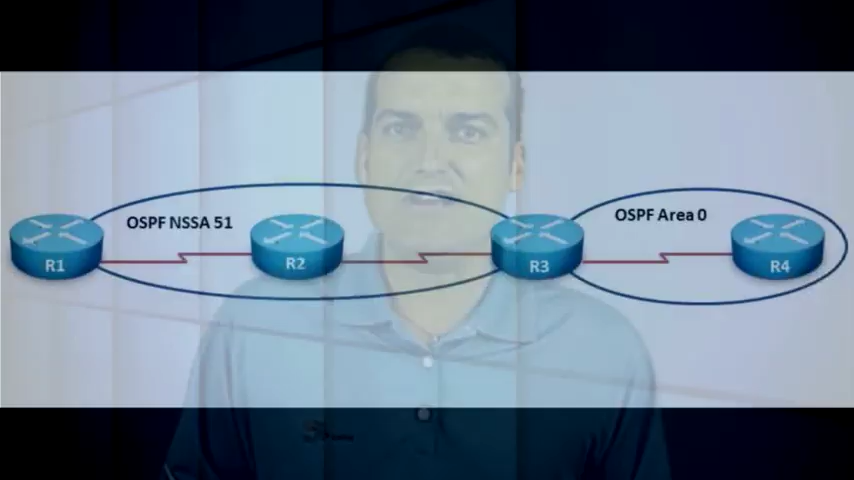 OSPF NSSA 51
OSPF Area 0
R1
R2
R3
R4